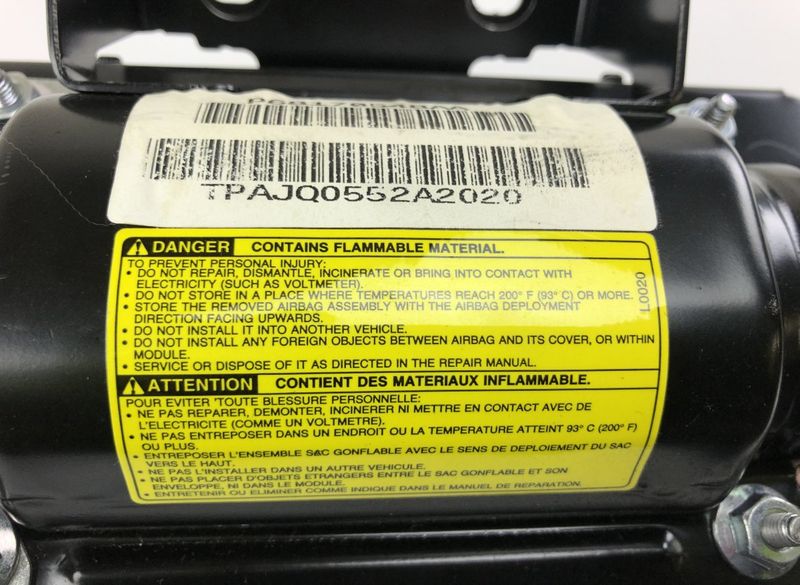 TPAJQ0552A2020
DANGER CONTAINS FLAMMABLE MATERIAL.
TO PREVENT PERSONAL INJURY:
• DO NOT REPAIR, DISMANTLE, INCINERATE OR BRING INTO CONTACT WITH
ELECTRICITY (SUCH AS VOLTMETER).
• DO NOT STORE IN A PLACE WHERE TEMPERATURES REACH 200° F (93° C) OR MORE.
• STORE THE REMOVED AIRBAG ASSEMBLY WITH THE AIRBAG DEPLOYMENT
DIRECTION FACING UPWARDS.
• DO NOT INSTALL IT INTO ANOTHER VEHICLE.
• DO NOT INSTALL ANY FOREIGN OBJECTS BETWEEN AIRBAG AND ITS COVER, OR WITHIN
MODULE.
• SERVICE OR DISPOSE OF IT AS DIRECTED IN THE REPAIR MANUAL.
L0020
ATTENTION CONTIENT DES MATERIAUX INFLAMMABLE.
POUR EVITER 'TOUTE BLESSURE PERSONNELLE:
• NE PAS REPARER, DEMONTER, INCINERER NI METTRE EN CONTACT AVEC DE
L'ELECTRICITE (COMME UN VOLTMETRE).
• NE PAS ENTREPOSER DANS UN ENDROIT OU LA TEMPERATURE ATTEINT 93° C (200° F)
OU PLUS.
• ENTREPOSER L'ENSEMBLE SAC GONFLABLE AVEC LE SENS DE DEPLOIEMENT DU SAC
VERS LE HAUT.
• NE PAS L'INSTALLER DANS UN AUTRE VEHICULE.
• NE PAS PLACER D'OBJETS ETRANGERS ENTRE LE SAC GONFLABLE ET SON
ENVELOPPE, NI DANS LE MODULE.
• ENTRETENIR OU ELIMINER COMME INDIQUE DANS LE MANUEL DE REPARATION.